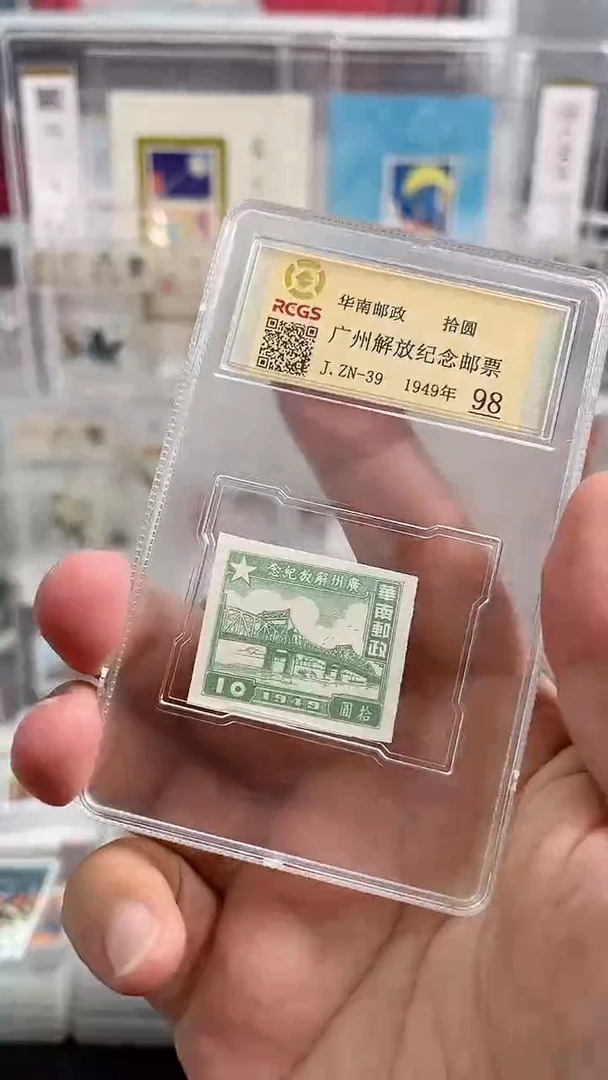 RCGS
华南邮政 拾圆
广州解放纪念邮票
J.ZN-39 1949年 98
念紀放解州廣
華南郵政
10 1949 圓拾